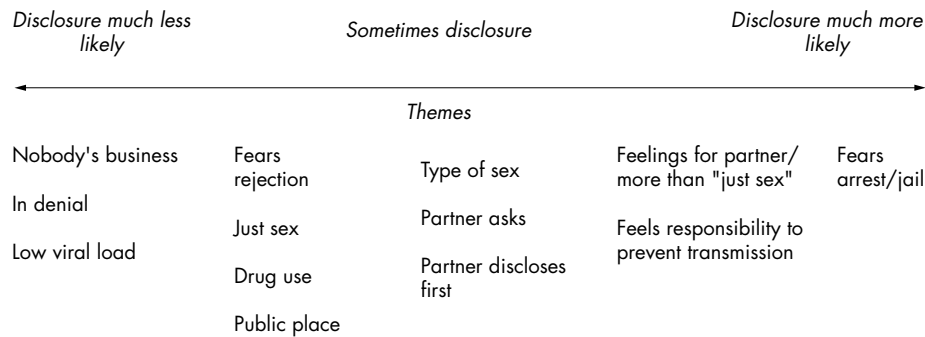 Disclosure much less
likely
Sometimes disclosure
Disclosure much more
likely
Themes
Nobody's business
In denial
Low viral load
Fears
rejection
Just sex
Drug use
Public place
Type of sex
Partner asks
Partner discloses
first
Feelings for partner/
more than "just sex"
Feels responsibility to
prevent transmission
Fears
arrest/jail